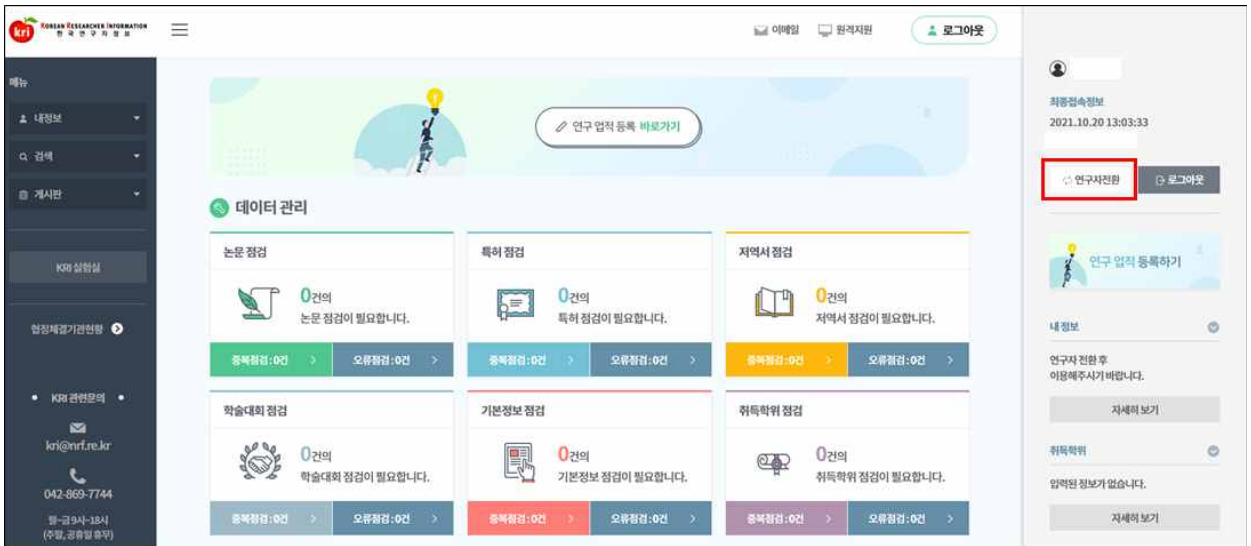 kri KOREAN RESEARCHER INFORMATION
한국연구자정보
이메일
원격지원
로그아웃
메뉴
내정보
검색
게시판
KRI 실험실
협정체결기관현황
KRI 관련문의
kri@nrf.re.kr
042-869-7744
월-금 9시-18시
(주말, 공휴일 휴무)
연구 업적 등록 바로가기
데이터 관리
논문 점검
0건의
논문 점검이 필요합니다.
중복점검:0건
오류점검:0건
특허 점검
0건의
특허 점검이 필요합니다.
중복점검:0건
오류점검:0건
저역서 점검
0건의
저역서 점검이 필요합니다.
중복점검:0건
오류점검:0건
학술대회 점검
0건의
학술대회 점검이 필요합니다.
중복점검:0건
오류점검:0건
기본정보 점검
0건의
기본정보 점검이 필요합니다.
중복점검:0건
오류점검:0건
취득학위 점검
0건의
취득학위 점검이 필요합니다.
중복점검:0건
오류점검:0건
최종접속정보
2021.10.20 13:03:33
연구자전환
로그아웃
연구 업적 등록하기
내정보
연구자 전환 후
이용해주시기 바랍니다.
자세히 보기
취득학위
입력된 정보가 없습니다.
자세히 보기